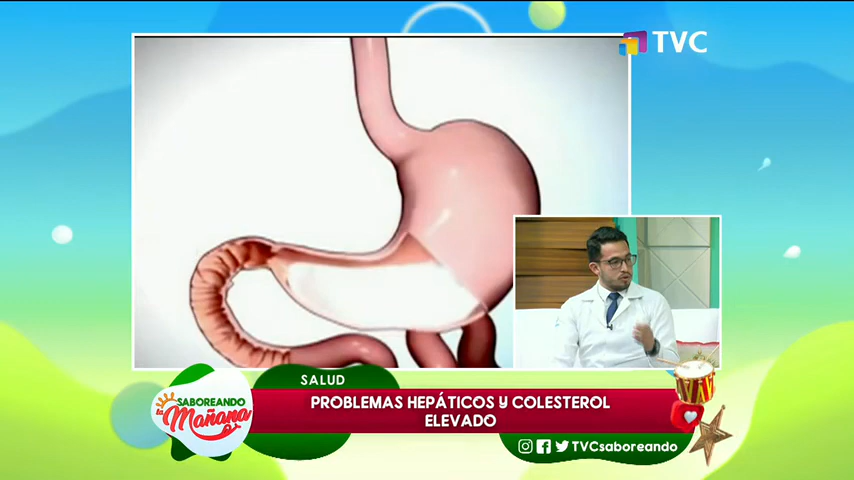 TVC
SALUD
SABOREANDO
Mañana
PROBLEMAS HEPÁTICOS Y COLESTEROL
ELEVADO
TVCsaboreando